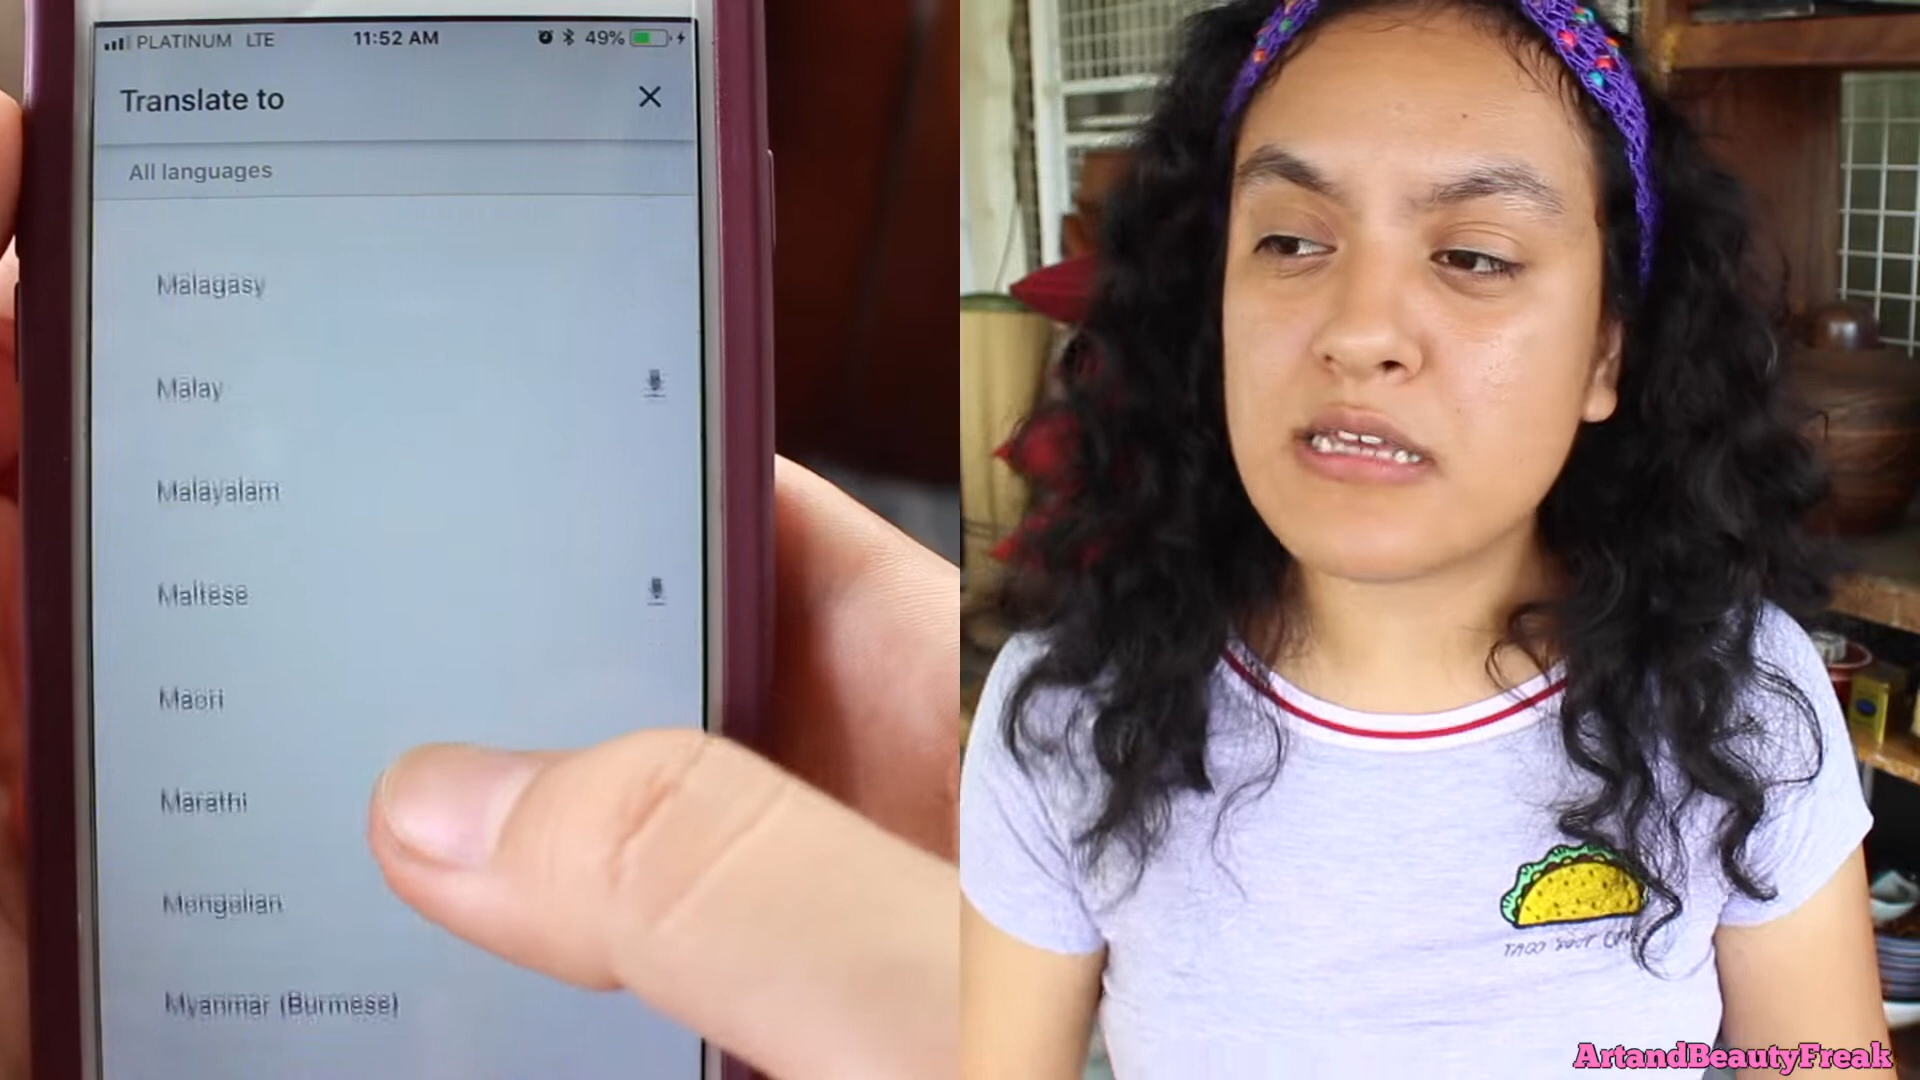 PLATINUM LTE 11:52 AM 49%
Translate to
All languages
Malagasy
Malay
Malayalam
Maltese
Maori
Marathi
Mongolian
Myanmar (Burmese)
TACO
ArtandBeautyFreak